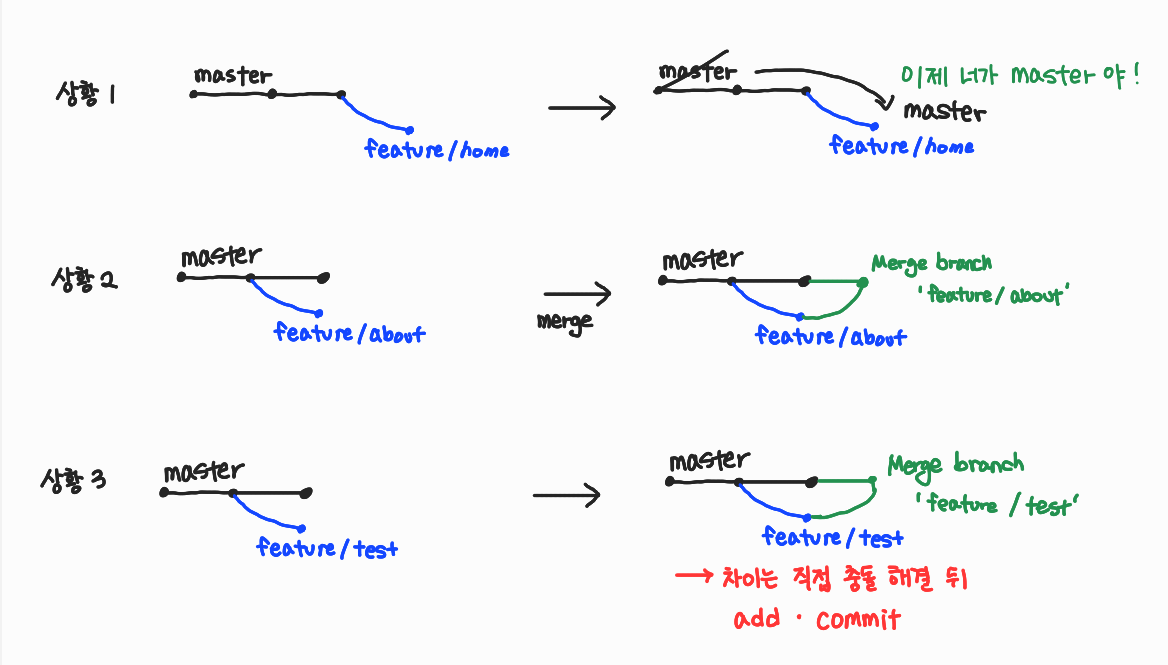 상황 1
master
feature/home
master
이제 너가 master 야!
master
feature/home
상황 2
master
feature/about
merge
master
Merge branch
'feature/about'
feature/about
상황 3
master
feature/test
master
Merge branch
'feature/test'
feature/test
→ 차이는 직접 충돌 해결 뒤
add · commit